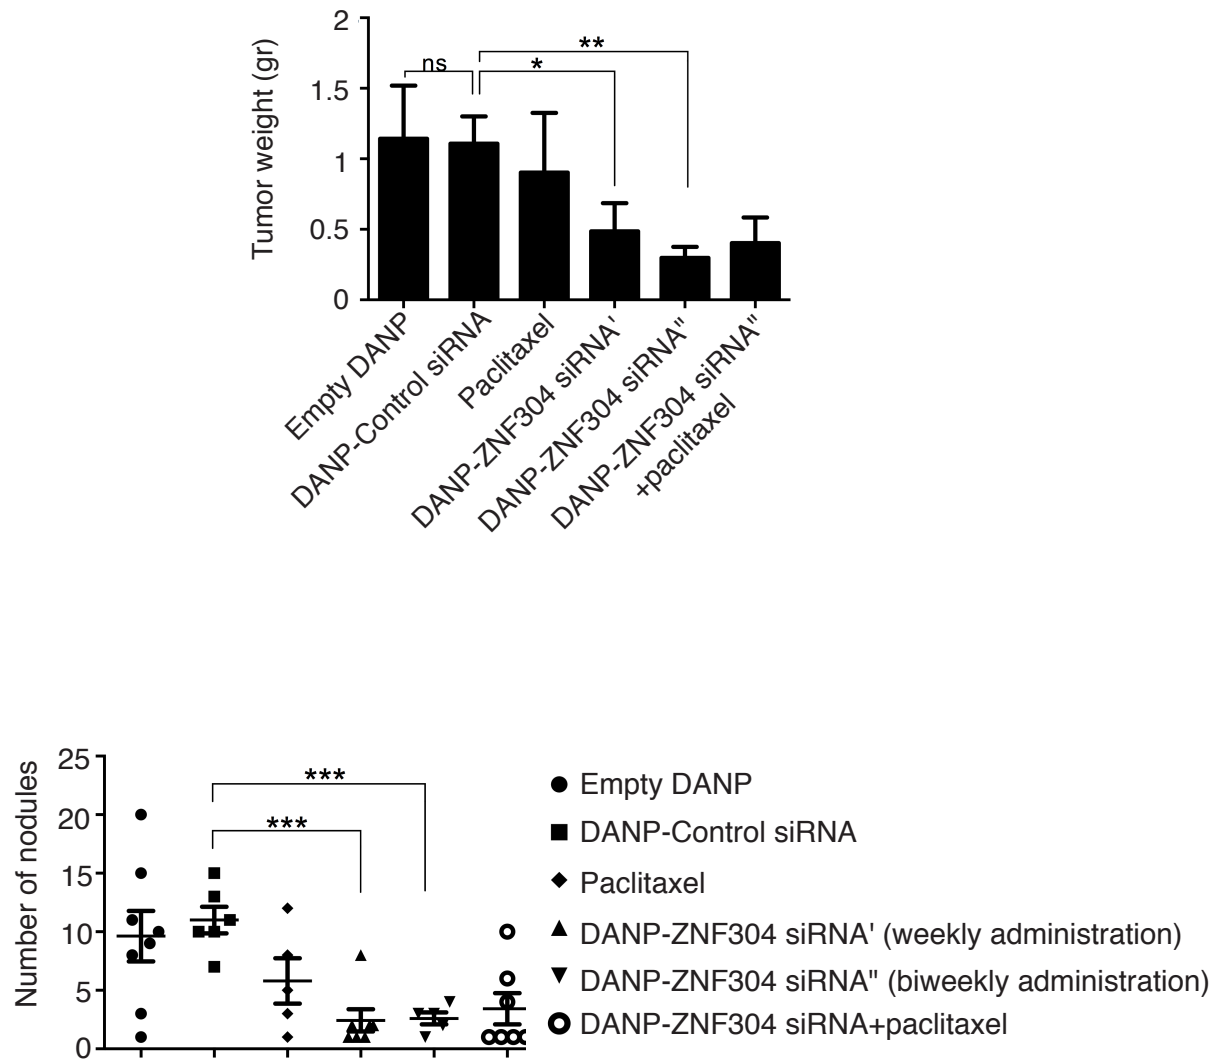 Tumor weight (gr)
2
1.5
1
0.5
0
ns
*
**
Empty DANP
DANP-Control siRNA
Paclitaxel
DANP-ZNF304 siRNA'
DANP-ZNF304 siRNA"
DANP-ZNF304 siRNA"
+paclitaxel
Number of nodules
25
20
15
10
5
0
***
***
Empty DANP
DANP-Control siRNA
Paclitaxel
DANP-ZNF304 siRNA' (weekly administration)
DANP-ZNF304 siRNA" (biweekly administration)
DANP-ZNF304 siRNA+paclitaxel